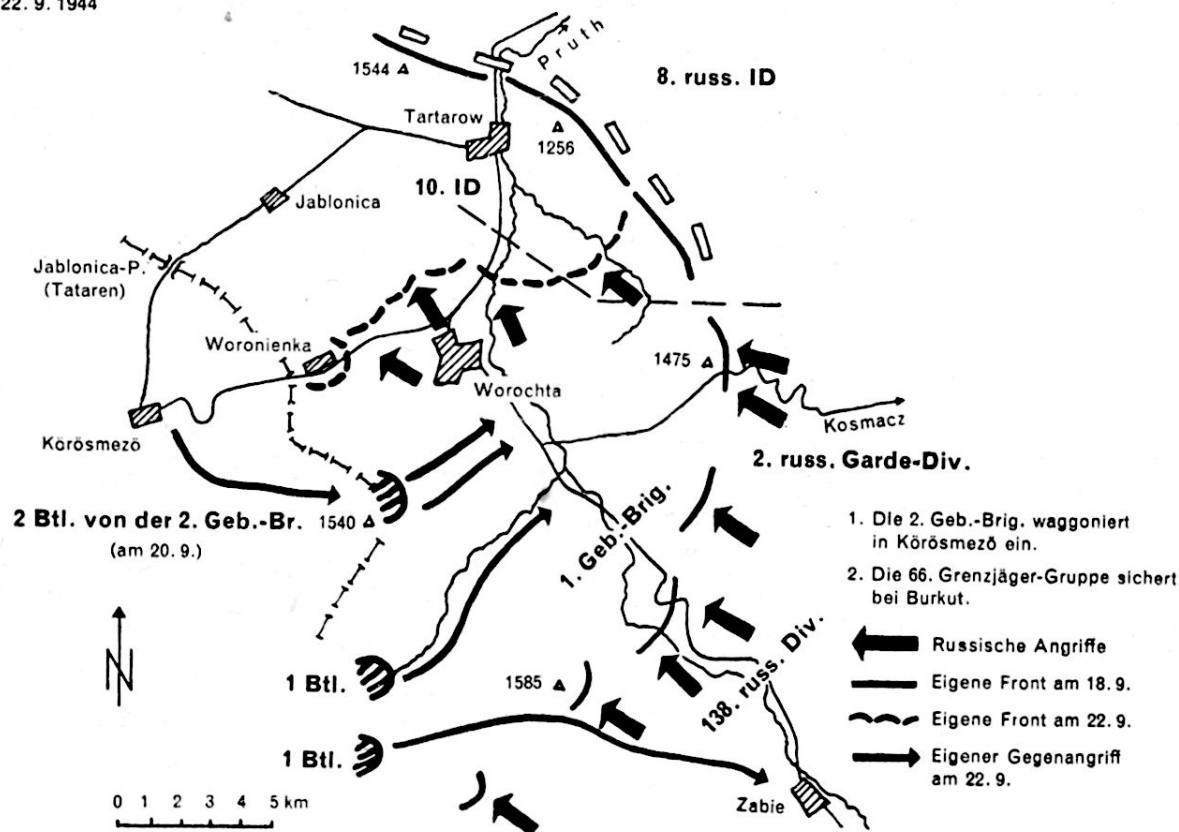 22. 9. 1944
Pruth
1544
8. russ. ID
Tartarow
1256
10. ID
Jablonica
Jablonica-P.
(Tataren)
Woronienka
1475
Worochta
Kosmacz
Körösmezö
2. russ. Garde-Div.
2 Btl. von der 2. Geb.-Br.
1540
(am 20. 9.)
1. Geb.-Brig.
1. Die 2. Geb.-Brig. waggoniert
in Körösmezö ein.
2. Die 66. Grenzjäger-Gruppe sichert
bei Burkut.
N
Russische Angriffe
138. russ. Div.
1 Btl.
1585
Eigene Front am 18. 9.
Eigene Front am 22. 9.
1 Btl.
Eigener Gegenangriff
am 22. 9.
Zabie
0 1 2 3 4 5 km